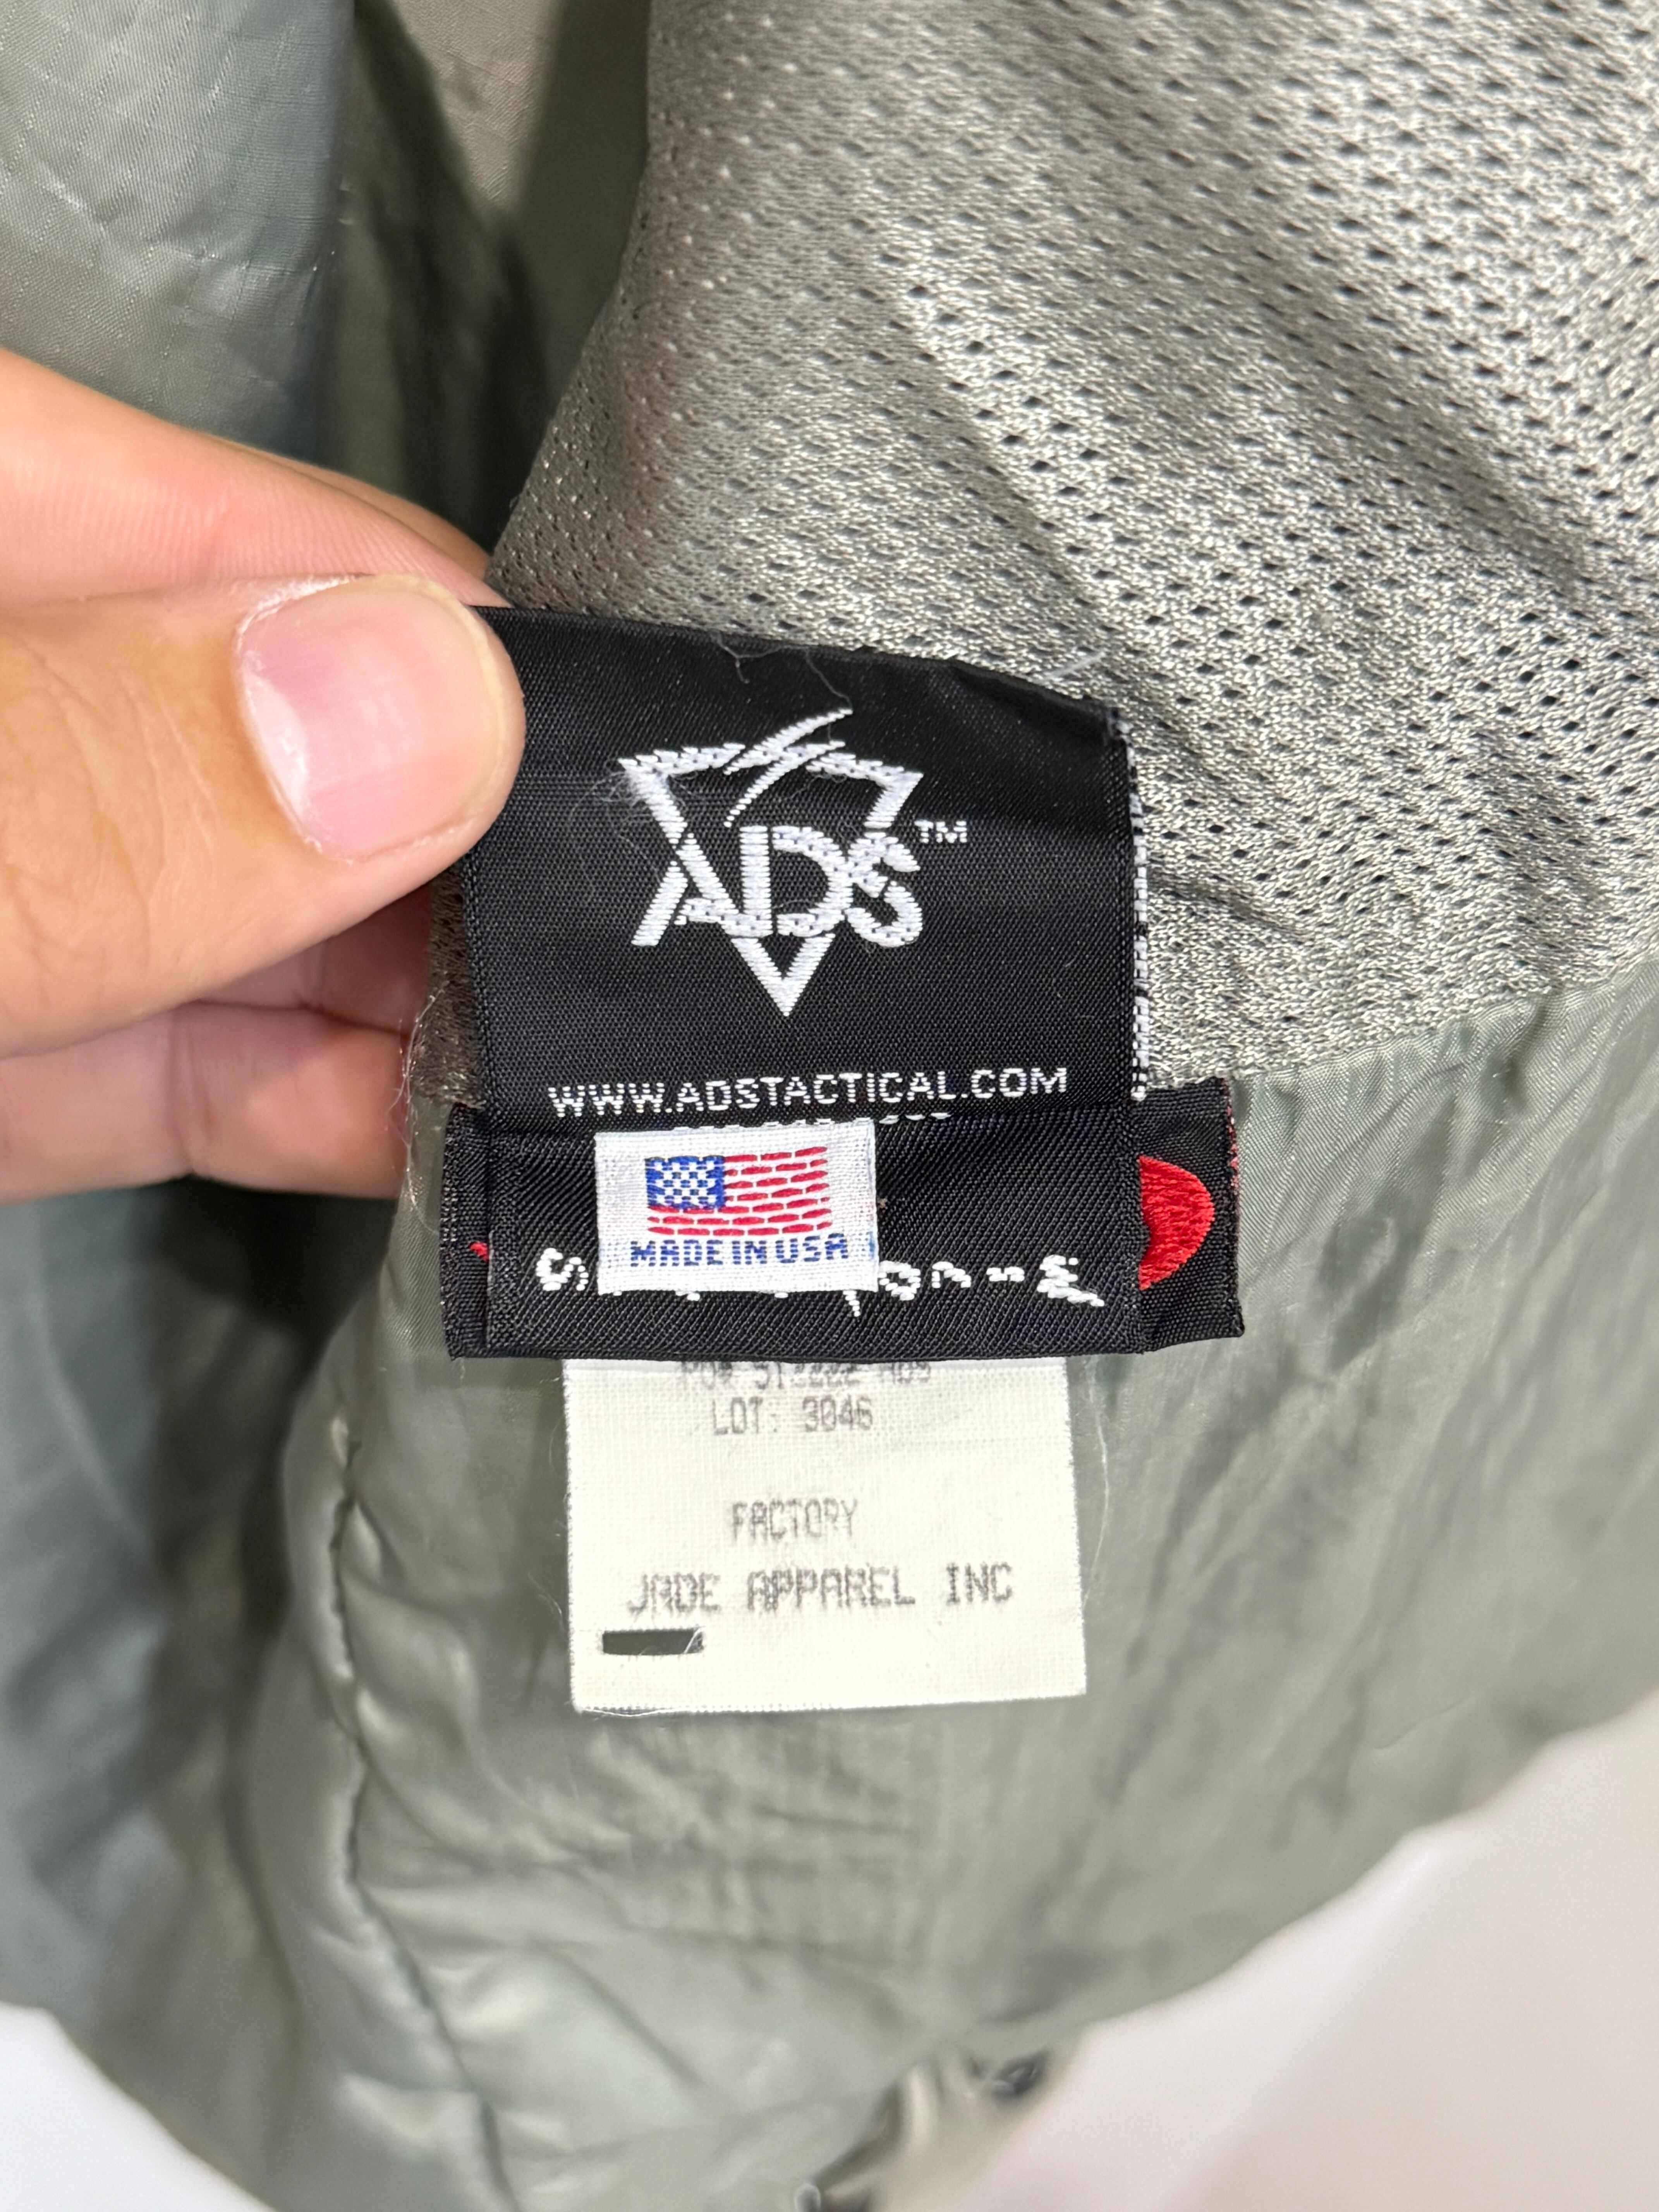 ADS™
WWW.ADSTACTICAL.COM
MADE IN USA
LOT: 3046
FACTORY
JADE APPAREL INC